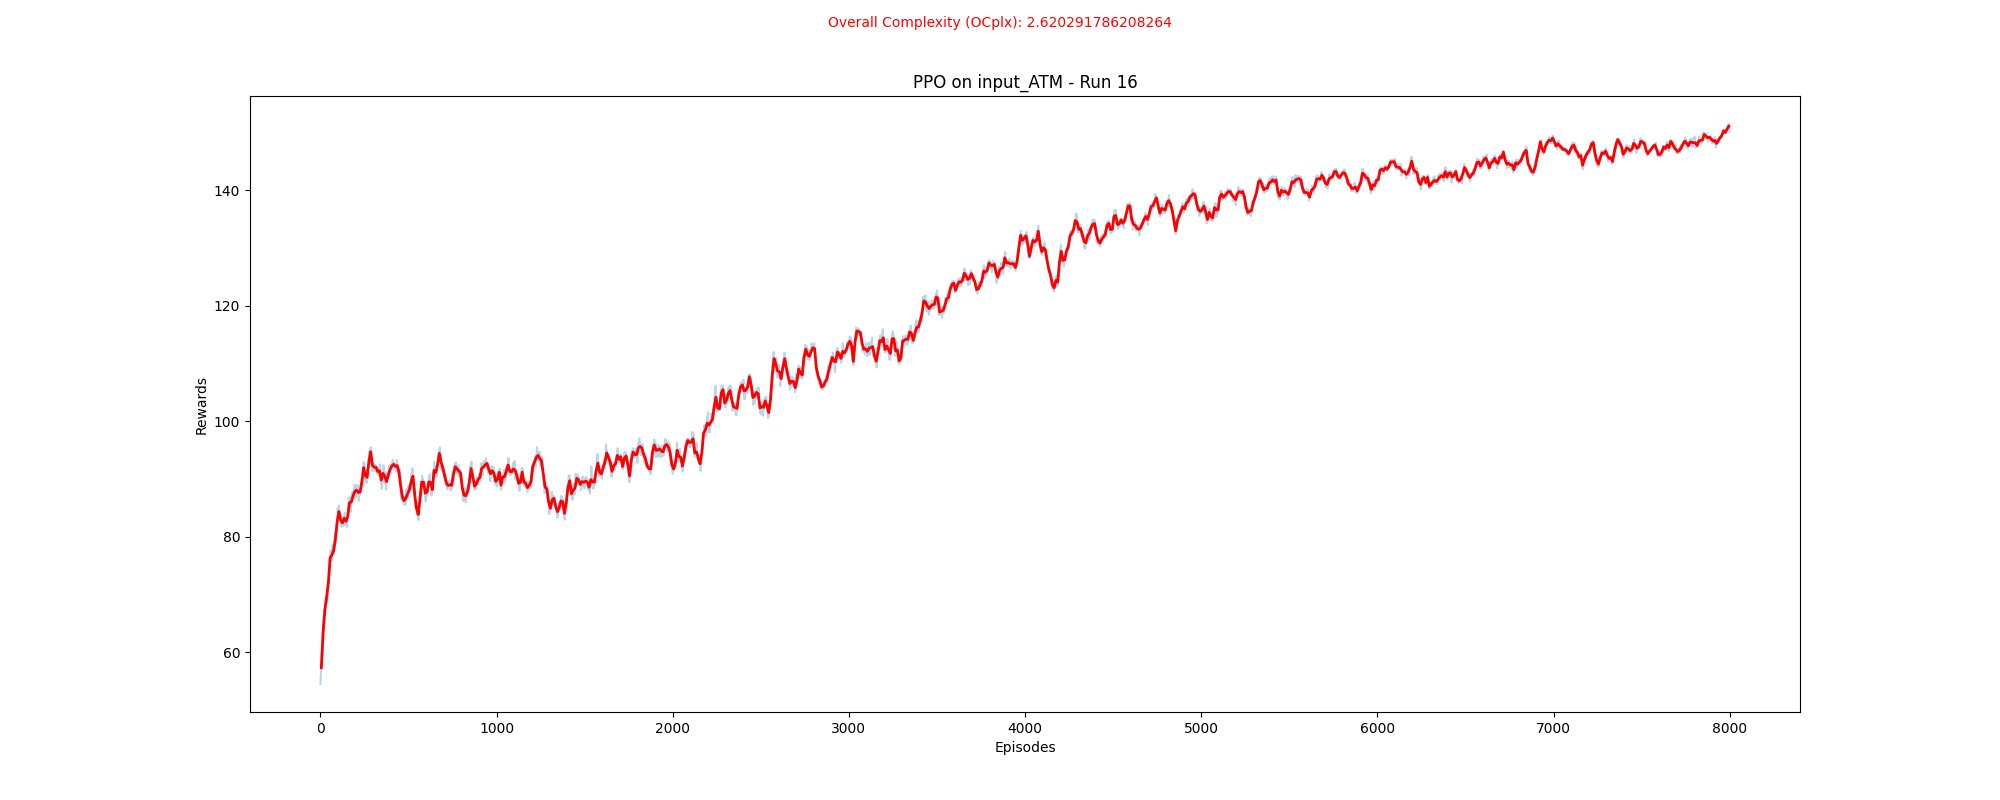 Overall Complexity (OCplx): 2.620291786208264
PPO on input_ATM - Run 16
140
120
100
80
60
Rewards
0 1000 2000 3000 4000 5000 6000 7000 8000
Episodes